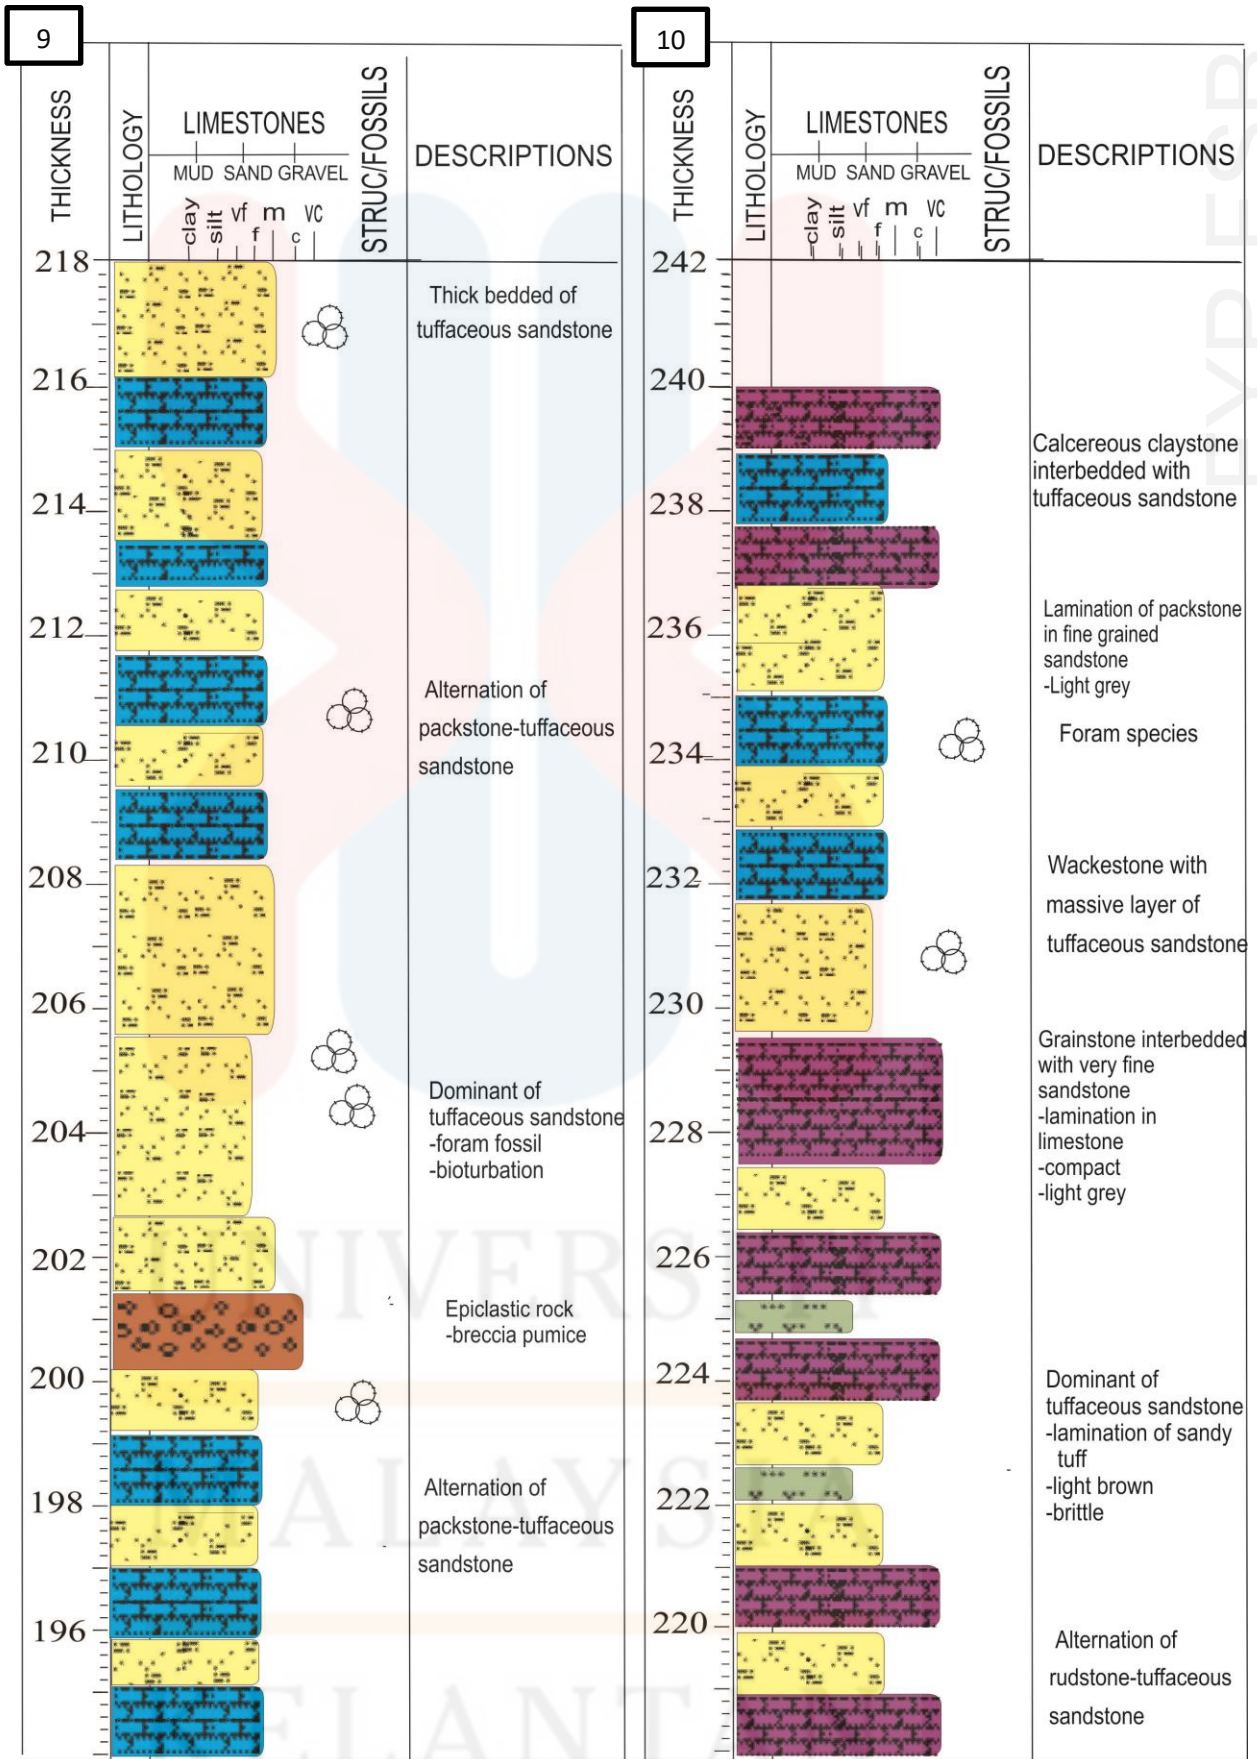 9
THICKNESS
LITHOLOGY
LIMESTONES
MUD SAND GRAVEL
clay
silt
vf
f
m
c
vc
STRUC/FOSSILS
DESCRIPTIONS
218
Thick bedded of
tuffaceous sandstone
216
214
212
Alternation of
packstone-tuffaceous
sandstone
210
208
206
Dominant of
tuffaceous sandstone
-foram fossil
-bioturbation
204
202
Epiclastic rock
-breccia pumice
200
198
Alternation of
packstone-tuffaceous
sandstone
196
10
THICKNESS
LITHOLOGY
LIMESTONES
MUD SAND GRAVEL
clay
silt
vf
f
m
c
VC
STRUC/FOSSILS
DESCRIPTIONS
242
240
Calcereous claystone
interbedded with
tuffaceous sandstone
238
236
Lamination of packstone
in fine grained
sandstone
-Light grey
Foram species
234
232
Wackestone with
massive layer of
tuffaceous sandstone
230
Grainstone interbedded
with very fine
sandstone
-lamination in
limestone
-compact
-light grey
228
226
224
Dominant of
tuffaceous sandstone
-lamination of sandy
tuff
-light brown
-brittle
222
220
Alternation of
rudstone-tuffaceous
sandstone
UNIVERSITI
MALAYSIA
KELANTAN
FYP FSB